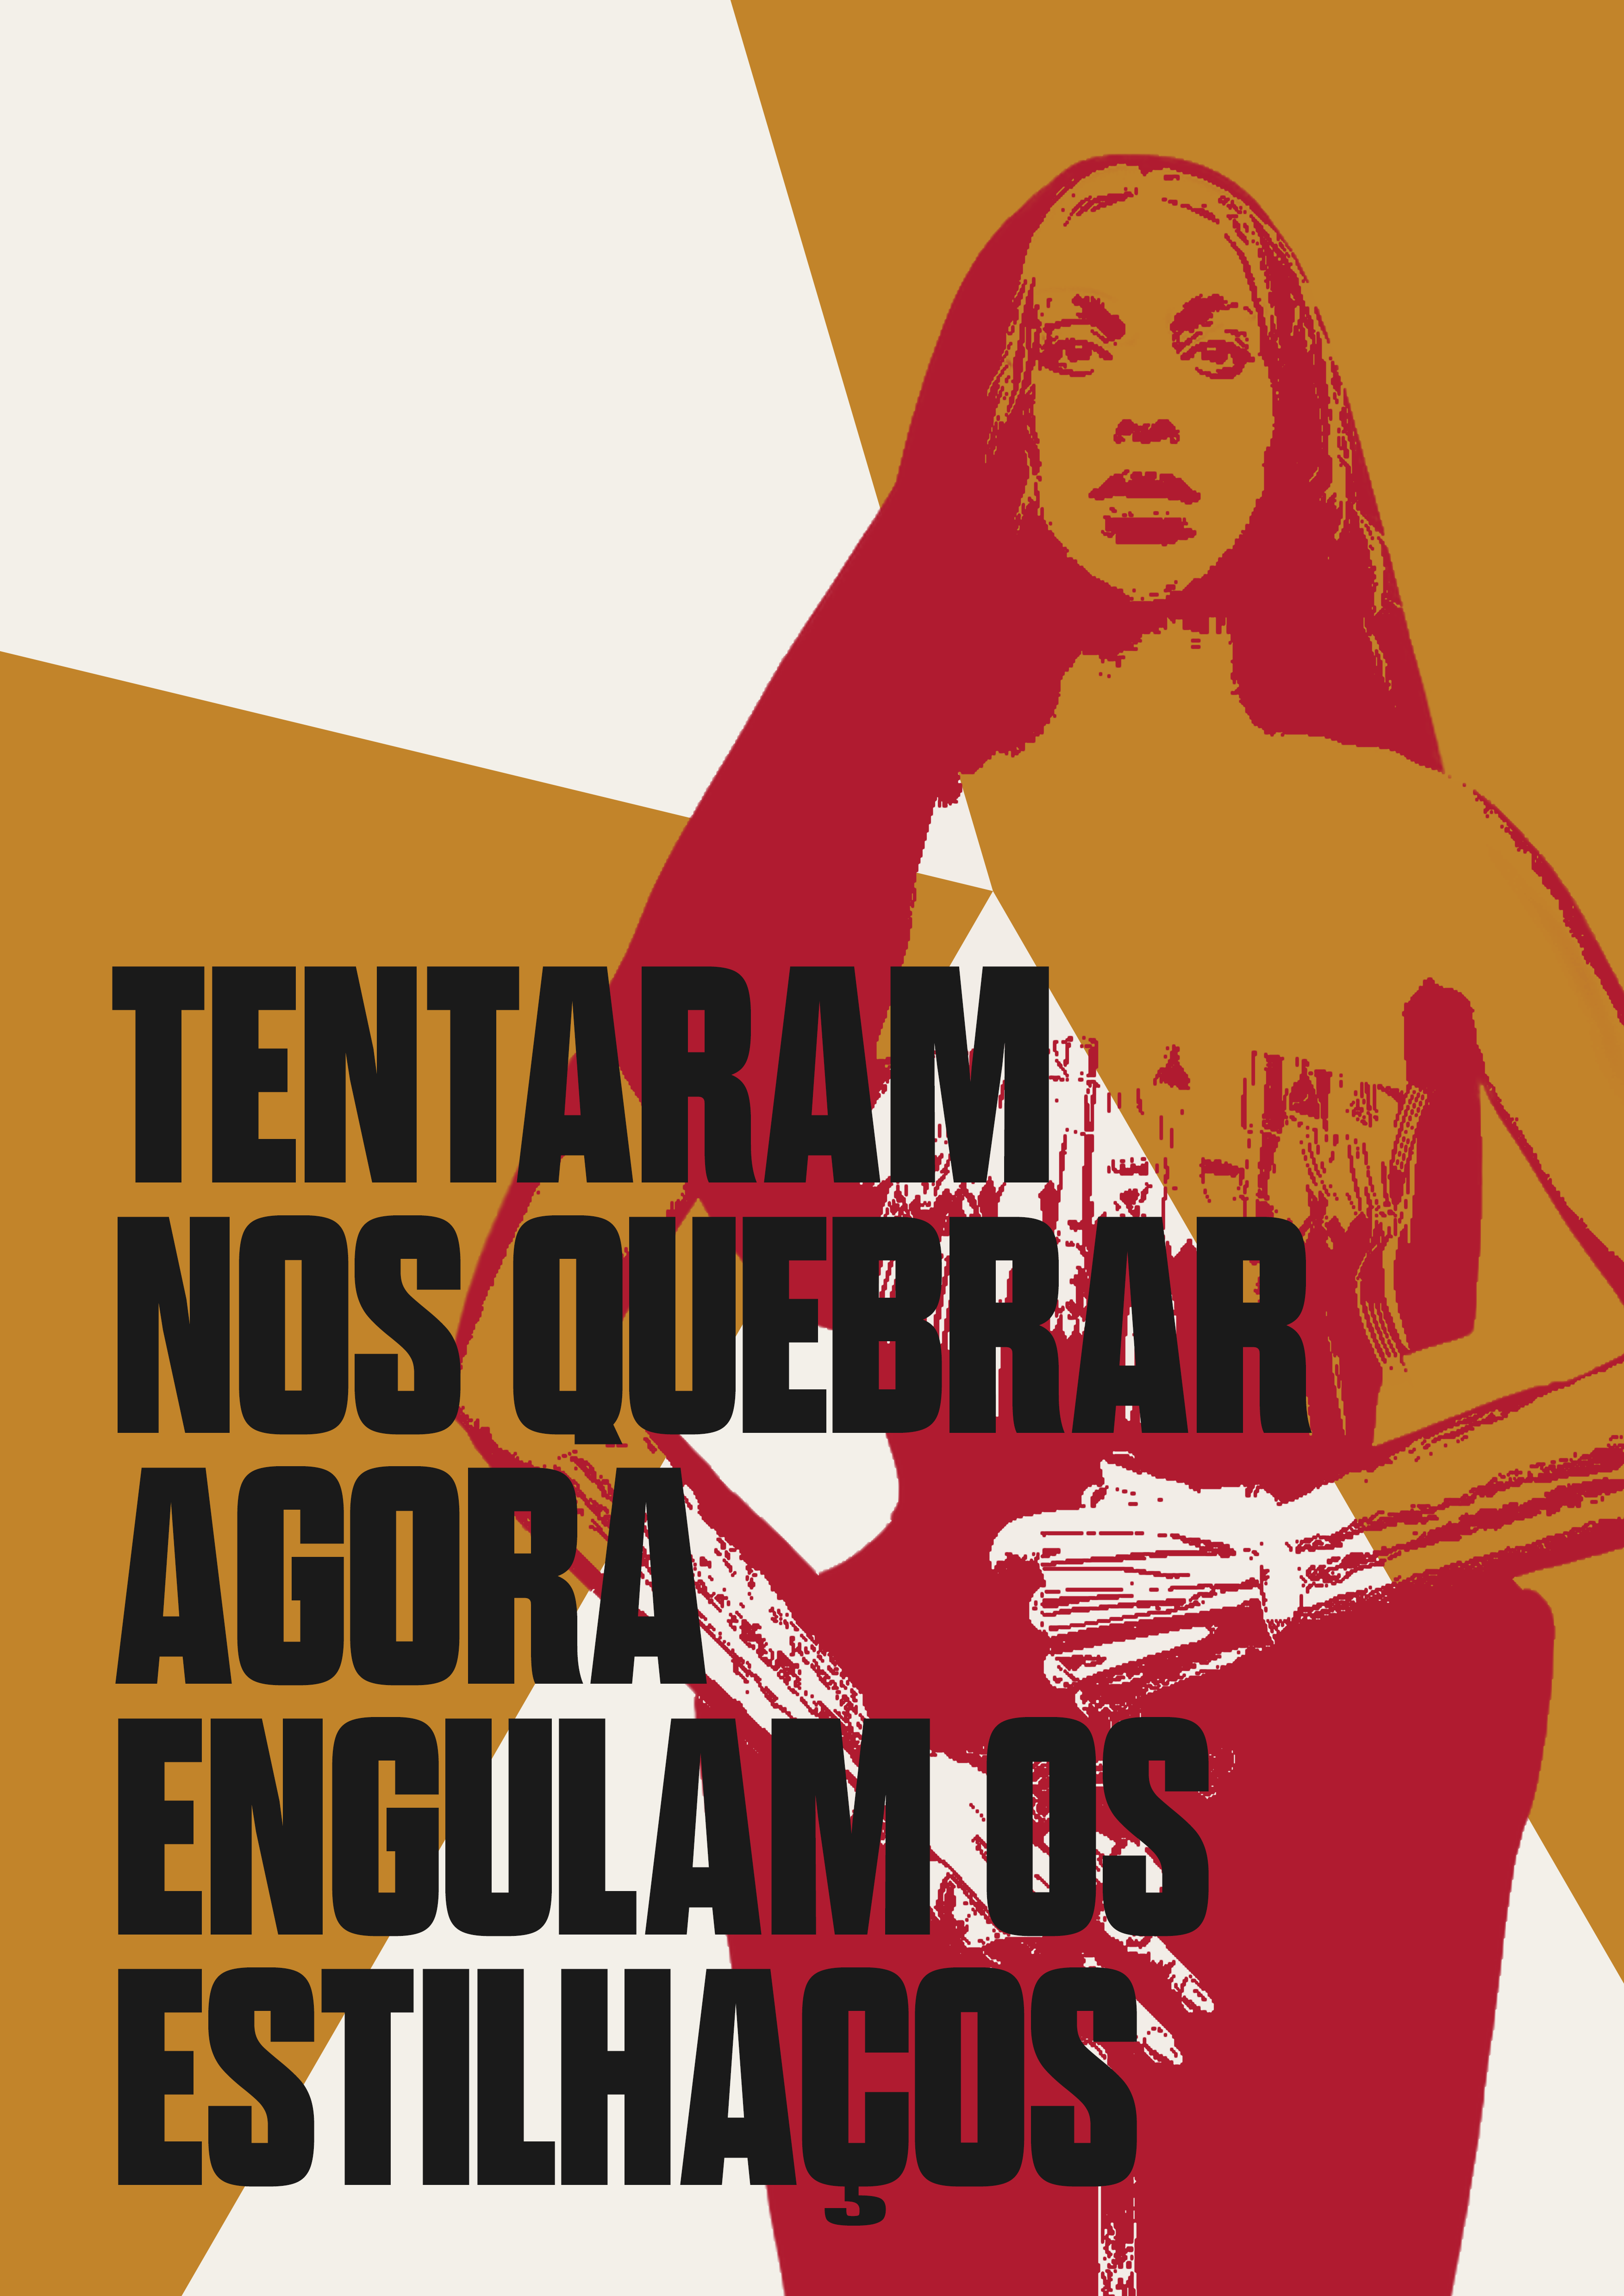 TENTARAM
NOS QUEBRAR
AGORA
ENGULAM OS
ESTILHAÇOS